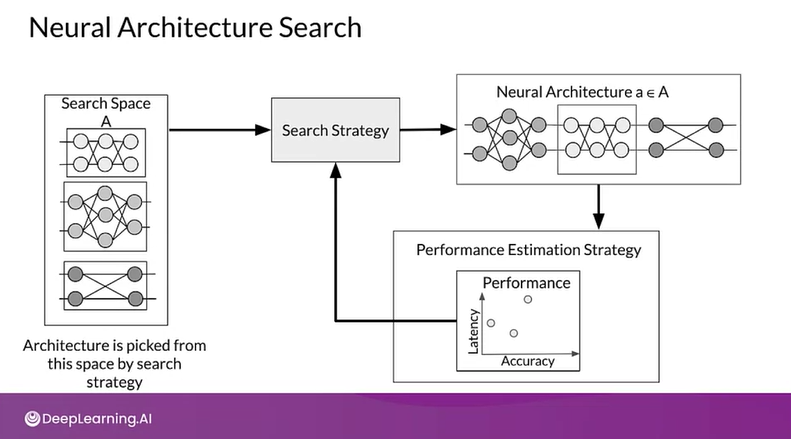 Neural Architecture Search
Search Space
A
Search Strategy
Neural Architecture a ∈ A
Performance Estimation Strategy
Performance
Latency
Accuracy
Architecture is picked from
this space by search
strategy
DeepLearning.AI